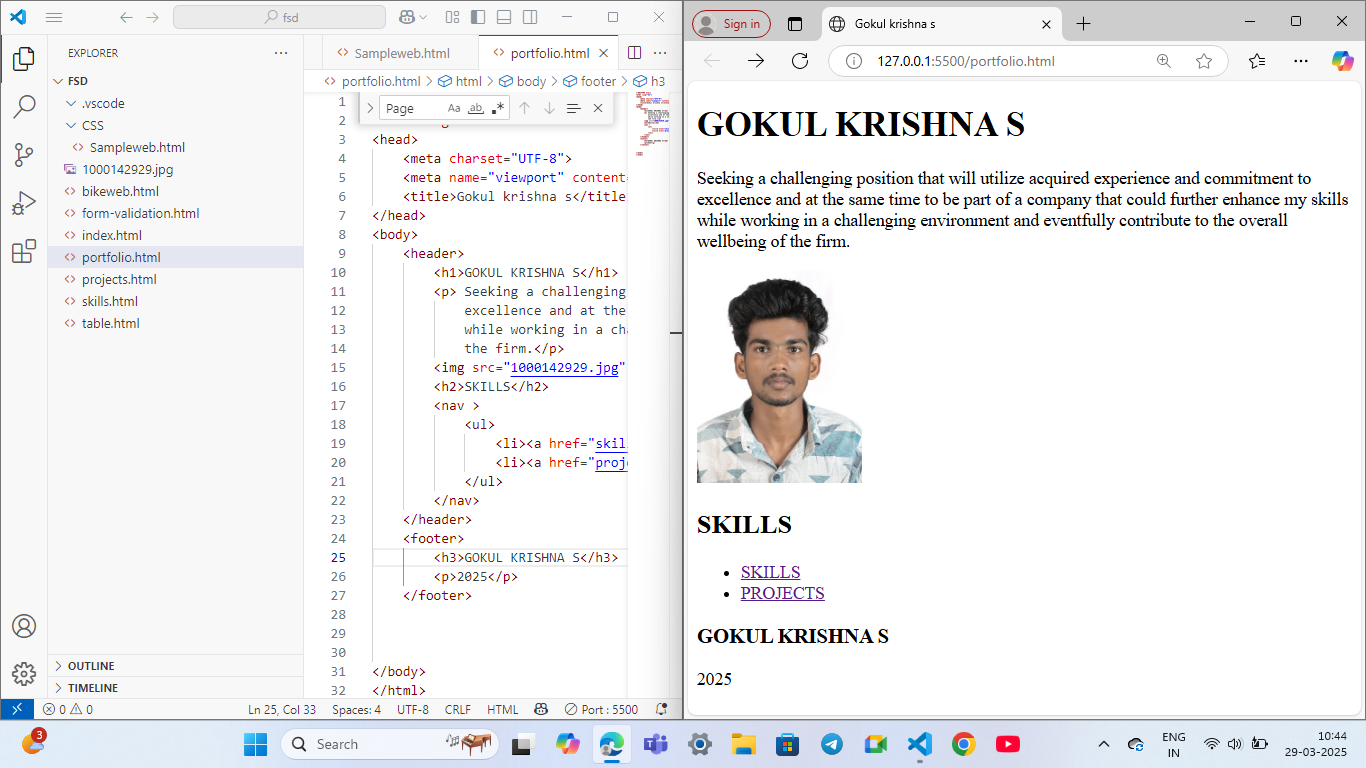 fsd
EXPLORER
FSD
.vscode
CSS
Sampleweb.html
1000142929.jpg
bikeweb.html
form-validation.html
index.html
portfolio.html
projects.html
skills.html
table.html
OUTLINE
TIMELINE
Sampleweb.html
portfolio.html
portfolio.html > html > body > footer > h3
Page
Aa ab
1
2
3 <head>
4 <meta charset="UTF-8">
5 <meta name="viewport" content=
6 <title>Gokul krishna s</title
7 </head>
8 <body>
9 <header>
10 <h1>GOKUL KRISHNA S</h1>
11 <p> Seeking a challenging
12 excellence and at the
13 while working in a cha
14 the firm.</p>
15 <img src="1000142929.jpg"
16 <h2>SKILLS</h2>
17 <nav >
18 <ul>
19 <li><a href="skil
20 <li><a href="proj
21 </ul>
22 </nav>
23 </header>
24 <footer>
25 <h3>GOKUL KRISHNA S</h3>
26 <p>2025</p>
27 </footer>
28
29
30
31 </body>
32 </html>
0 0 Ln 25, Col 33 Spaces: 4 UTF-8 CRLF HTML Port : 5500
Sign in
Gokul krishna s
127.0.0.1:5500/portfolio.html
GOKUL KRISHNA S
Seeking a challenging position that will utilize acquired experience and commitment to
excellence and at the same time to be part of a company that could further enhance my skills
while working in a challenging environment and eventfully contribute to the overall
wellbeing of the firm.
SKILLS
SKILLS
PROJECTS
GOKUL KRISHNA S
2025
3
Search
ENG
IN
10:44
29-03-2025